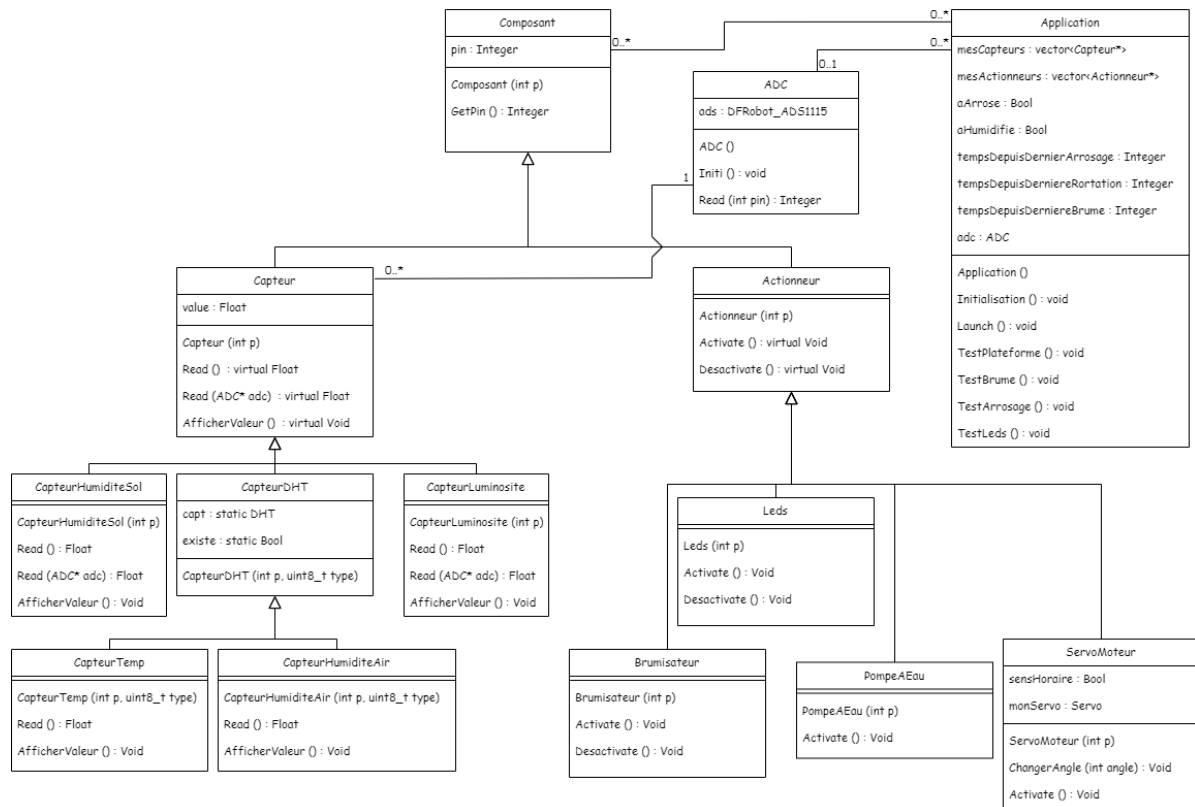 Composant
pin : Integer
Composant (int p)
GetPin () : Integer
0..*
0..*
0..*
0..1
Application
mesCapteurs : vector<Capteur*>
mesActionneurs : vector<Actionneur*>
aArrose : Bool
aHumidifie : Bool
tempsDepuisDernierArrosage : Integer
tempsDepuisDerniereRortation : Integer
tempsDepuisDerniereBrume : Integer
adc : ADC
Application ()
Initialisation () : void
Launch () : void
TestPlateforme () : void
TestBrume () : void
TestArrosage () : void
TestLeds () : void
ADC
ads : DFRobot_ADS1115
ADC ()
Initi () : void
Read (int pin) : Integer
1
0..*
Capteur
value : Float
Capteur (int p)
Read () : virtual Float
Read (ADC* adc) : virtual Float
AfficherValeur () : virtual Void
Actionneur
Actionneur (int p)
Activate () : virtual Void
Desactivate () : virtual Void
CapteurHumiditeSol
CapteurHumiditeSol (int p)
Read () : Float
Read (ADC* adc) : Float
AfficherValeur () : Void
CapteurDHT
capt : static DHT
existe : static Bool
CapteurDHT (int p, uint8_t type)
CapteurLuminosite
CapteurLuminosite (int p)
Read () : Float
Read (ADC* adc) : Float
AfficherValeur () : Void
Leds
Leds (int p)
Activate () : Void
Desactivate () : Void
CapteurTemp
CapteurTemp (int p, uint8_t type)
Read () : Float
AfficherValeur () : Void
CapteurHumiditeAir
CapteurHumiditeAir (int p, uint8_t type)
Read () : Float
AfficherValeur () : Void
Brumisateur
Brumisateur (int p)
Activate () : Void
Desactivate () : Void
PompeAEau
PompeAEau (int p)
Activate () : Void
ServoMoteur
sensHoraire : Bool
monServo : Servo
ServoMoteur (int p)
ChangerAngle (int angle) : Void
Activate () : Void